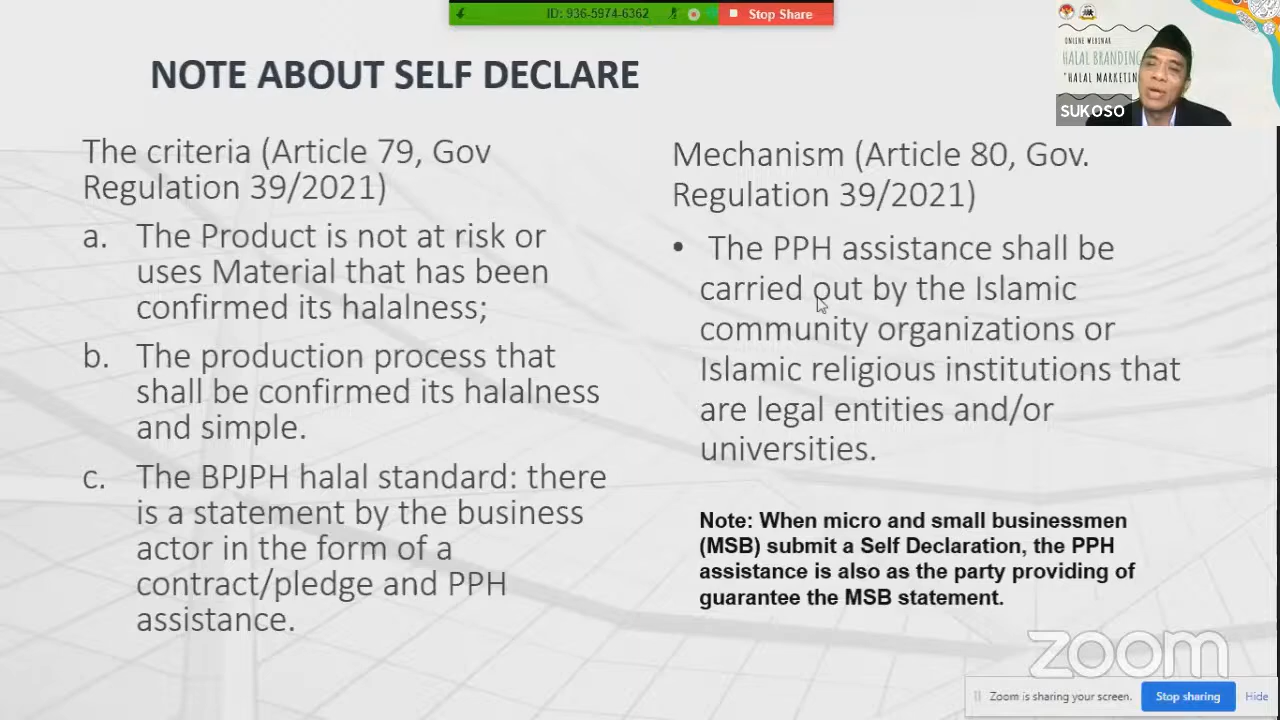 ID: 936-5974-6362
Stop Share
ONLINE WEBINAR
HALAL BRANDING
"HALAL MARKETIN
SUKOSO
NOTE ABOUT SELF DECLARE
The criteria (Article 79, Gov
Regulation 39/2021)
a. The Product is not at risk or
uses Material that has been
confirmed its halalness;
b. The production process that
shall be confirmed its halalness
and simple.
c. The BPJPH halal standard: there
is a statement by the business
actor in the form of a
contract/pledge and PPH
assistance.
Mechanism (Article 80, Gov.
Regulation 39/2021)
• The PPH assistance shall be
carried out by the Islamic
community organizations or
Islamic religious institutions that
are legal entities and/or
universities.
Note: When micro and small businessmen
(MSB) submit a Self Declaration, the PPH
assistance is also as the party providing of
guarantee the MSB statement.
zoom
Zoom is sharing your screen.
Stop sharing
Hide